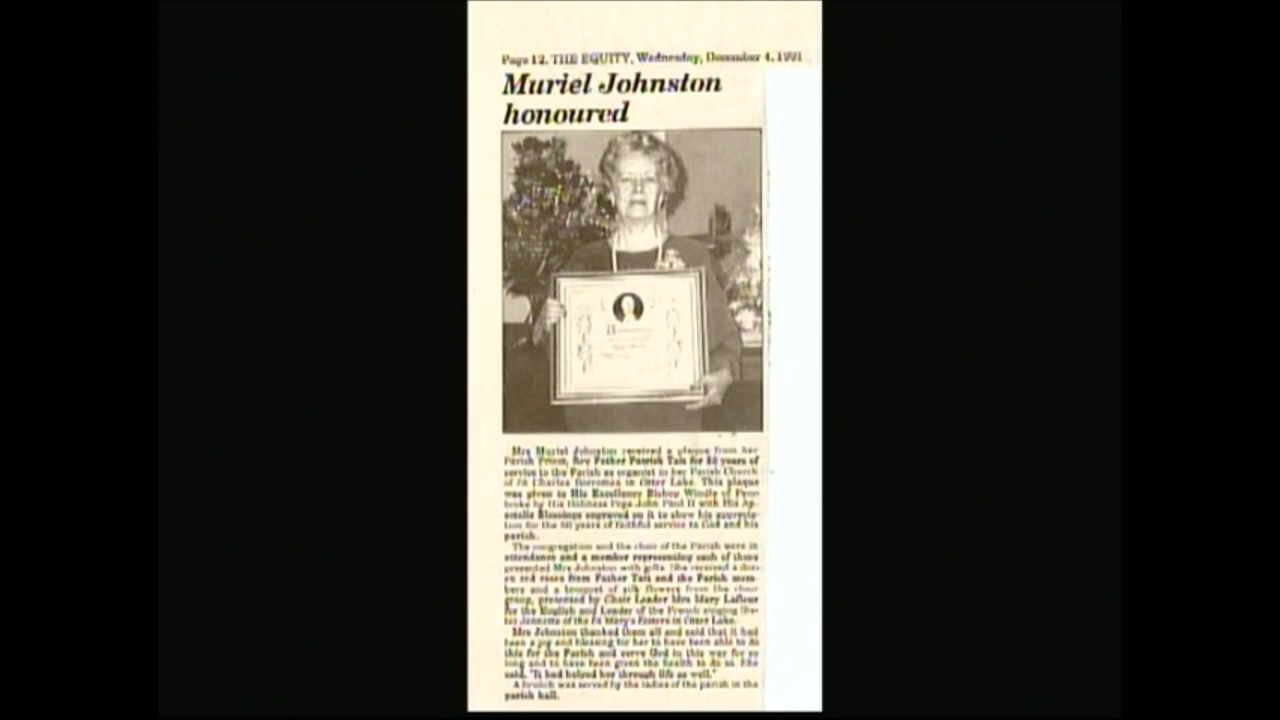 Page 12, THE EQUITY, Wednesday, December 4, 1991
Muriel Johnston
honoured
Mrs Muriel Johnston received a plaque from her
Parish Priest, Rev Father Patrick Tait for 50 years of
service to the Parish as organist in her Parish Church
of St Charles Borromeo in Otter Lake. This plaque
was given to His Excellency Bishop Windle of Pem-
broke by His Holiness Pope John Paul II with His Ap-
ostolic Blessings engraved on it to show his apprecia-
tion for the 50 years of faithful service to God and his
parish.
The congregation and the choir of the Parish were in
attendance and a member representing each of these
presented Mrs Johnston with gifts. She received a doz-
en red roses from Father Tait and the Parish mem-
bers and a bouquet of silk flowers from the choir
group, presented by Choir Leader Mrs Mary Lafleur
for the English and Leader of the French singing Sis-
ter Jannette of the St Mary's Sisters in Otter Lake.
Mrs Johnston thanked them all and said that it had
been a joy and blessing for her to have been able to do
this for the Parish and serve God in this way for so
long and to have been given the health to do so. She
said, "It had helped her through life as well."
A brunch was served by the ladies of the parish in the
parish hall.